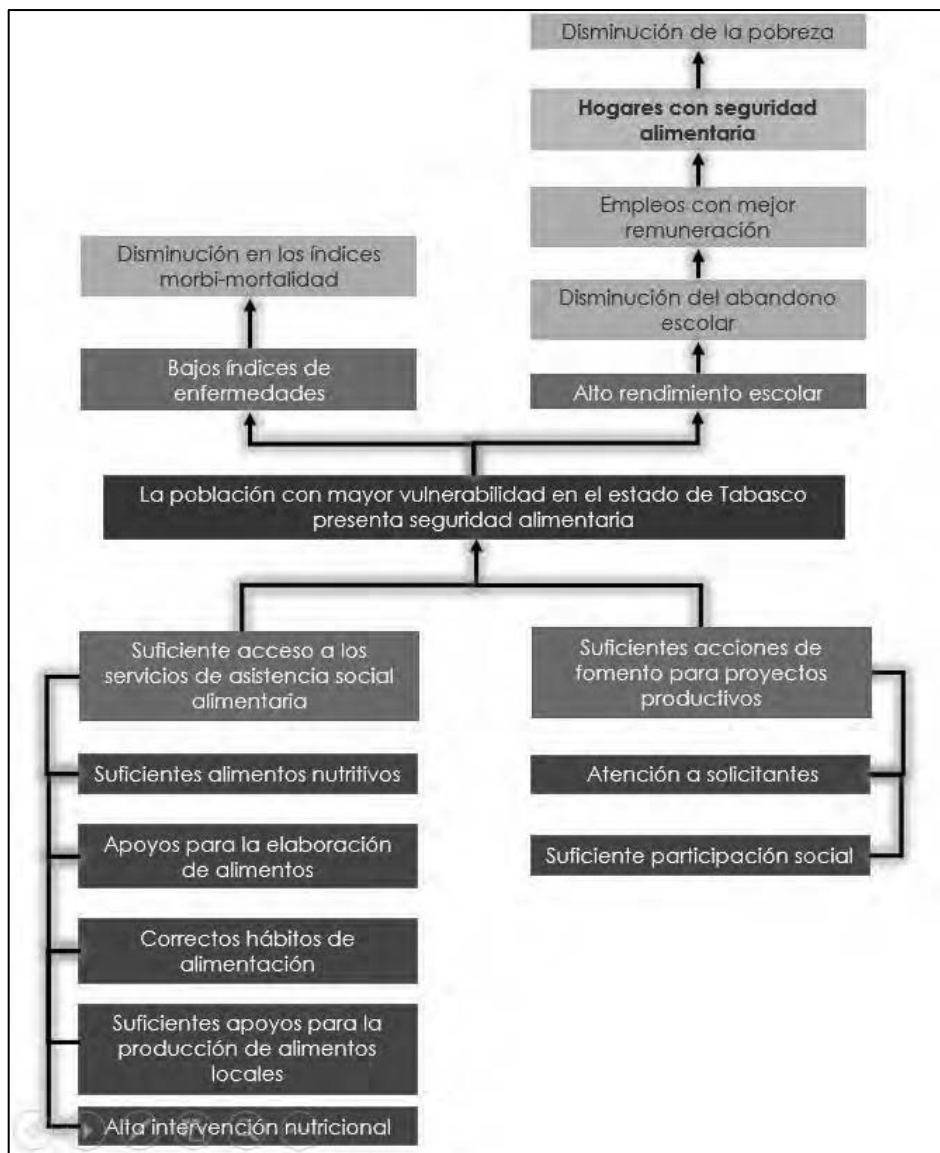 Disminución de la pobreza
Hogares con seguridad
alimentaria
Empleos con mejor
remuneración
Disminución en los índices
morbi-mortalidad
Disminución del abandono
escolar
Bajos índices de
enfermedades
Alto rendimiento escolar
La población con mayor vulnerabilidad en el estado de Tabasco
presenta seguridad alimentaria
Suficiente acceso a los
servicios de asistencia social
alimentaria
Suficientes acciones de
fomento para proyectos
productivos
Suficientes alimentos nutritivos
Atención a solicitantes
Apoyos para la elaboración
de alimentos
Suficiente participación social
Correctos hábitos de
alimentación
Suficientes apoyos para la
producción de alimentos
locales
Alta intervención nutricional